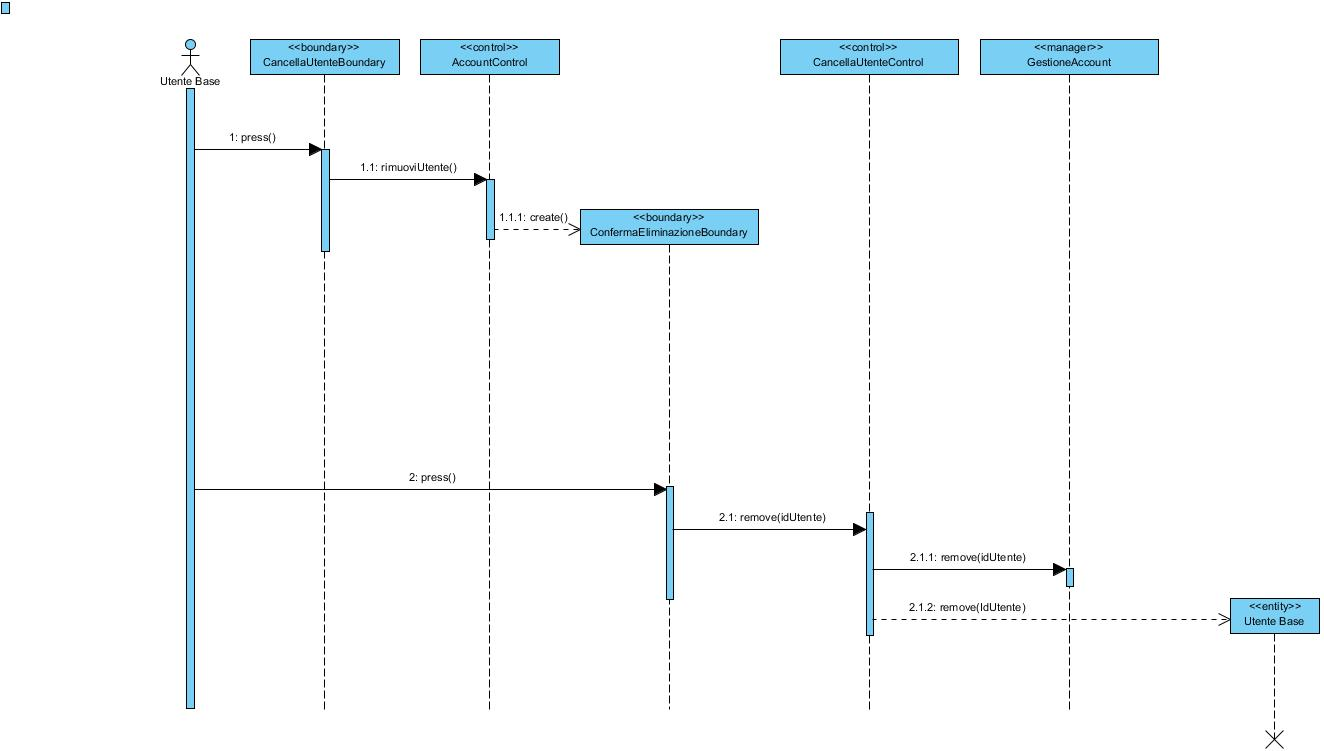 <<boundary>>
CancellaUtenteBoundary
<<control>>
AccountControl
<<control>>
CancellaUtenteControl
<<manager>>
GestioneAccount
Utente Base
1: press()
1.1: rimuoviUtente()
1.1.1: create()
<<boundary>>
ConfermaEliminazioneBoundary
2: press()
2.1: remove(idUtente)
2.1.1: remove(idUtente)
2.1.2: remove(IdUtente)
<<entity>>
Utente Base